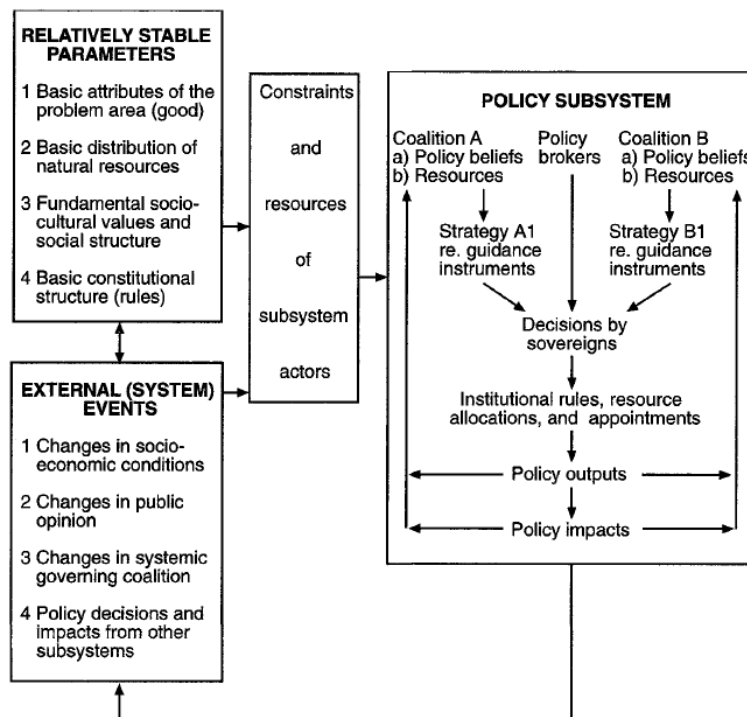 RELATIVELY STABLE
PARAMETERS
1 Basic attributes of the
problem area (good)
2 Basic distribution of
natural resources
3 Fundamental socio-
cultural values and
social structure
4 Basic constitutional
structure (rules)
EXTERNAL (SYSTEM)
EVENTS
1 Changes in socio-
economic conditions
2 Changes in public
opinion
3 Changes in systemic
governing coalition
4 Policy decisions and
impacts from other
subsystems
Constraints
and
resources
of
subsystem
actors
POLICY SUBSYSTEM
Coalition A
a) Policy beliefs
b) Resources
Policy
brokers
Coalition B
a) Policy beliefs
b) Resources
Strategy A1
re. guidance
instruments
Strategy B1
re. guidance
instruments
Decisions by
sovereigns
Institutional rules, resource
allocations, and appointments
Policy outputs
Policy impacts